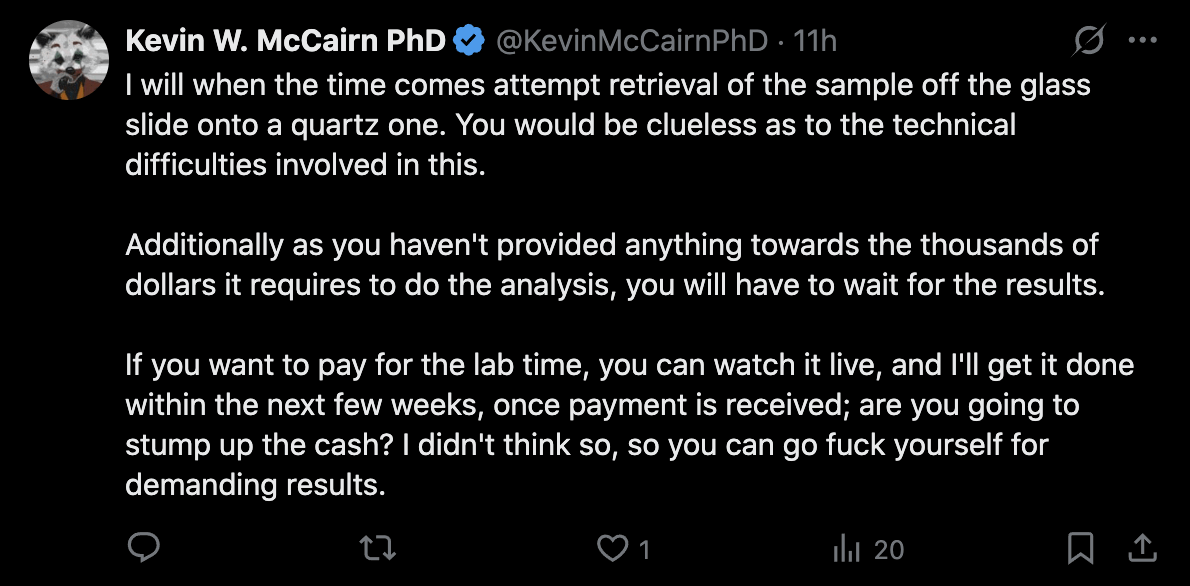 Kevin W. McCairn PhD @KevinMcCairnPhD · 11h
I will when the time comes attempt retrieval of the sample off the glass
slide onto a quartz one. You would be clueless as to the technical
difficulties involved in this.
Additionally as you haven't provided anything towards the thousands of
dollars it requires to do the analysis, you will have to wait for the results.
If you want to pay for the lab time, you can watch it live, and I'll get it done
within the next few weeks, once payment is received; are you going to
stump up the cash? I didn't think so, so you can go fuck yourself for
demanding results.
1 20